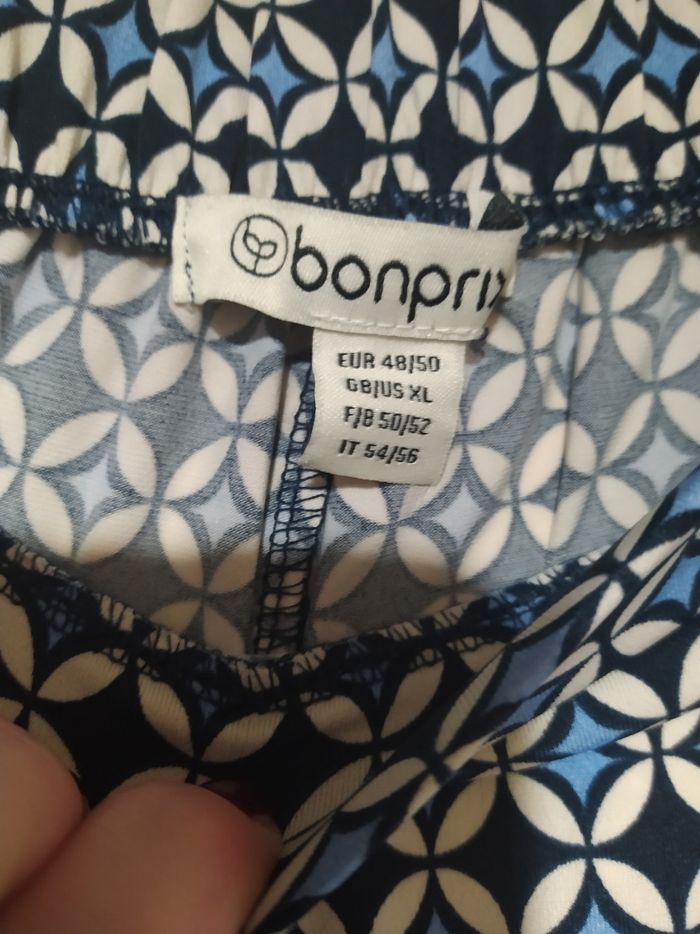 bonprix
EUR 48/50
GB/US XL
F/B 50/52
IT 54/56